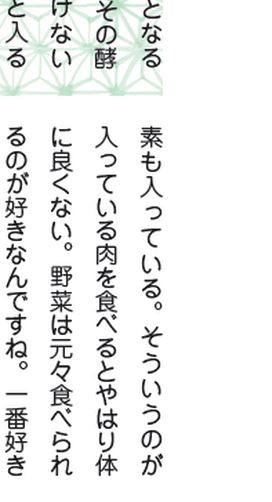 となる
その酵
けない
と入る
素も入っている。そういうのが
入っている肉を食べるとやはり体
に良くない。野菜は元々食べられ
るのが好きなんですね。一番好き